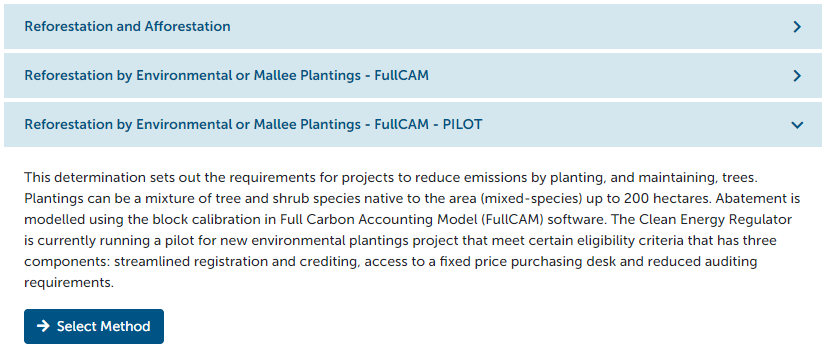 Reforestation and Afforestation
Reforestation by Environmental or Mallee Plantings - FullCAM
Reforestation by Environmental or Mallee Plantings - FullCAM - PILOT
This determination sets out the requirements for projects to reduce emissions by planting, and maintaining, trees.
Plantings can be a mixture of tree and shrub species native to the area (mixed-species) up to 200 hectares. Abatement is
modelled using the block calibration in Full Carbon Accounting Model (FullCAM) software. The Clean Energy Regulator
is currently running a pilot for new environmental plantings project that meet certain eligibility criteria that has three
components: streamlined registration and crediting, access to a fixed price purchasing desk and reduced auditing
requirements.
Select Method